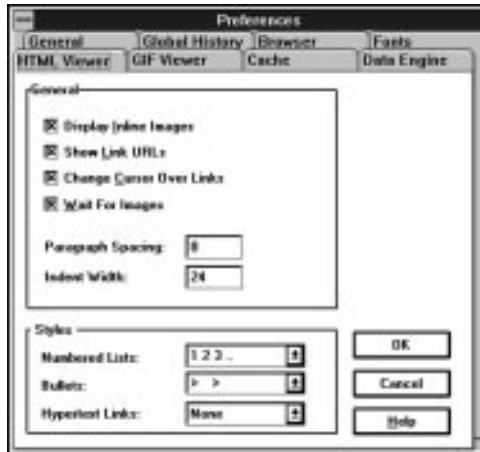 Preferences
General Global History Browser Fonts
HTML Viewer GIF Viewer Cache Data Engine
General
Display Inline Images
Show Link URLs
Change Cursor Over Links
Wait For Images
Paragraph Spacing: 8
Indent Width: 24
Styles
Numbered Lists: 1 2 3 ..
Bullets: > >
Hypertext Links: None
OK
Cancel
Help